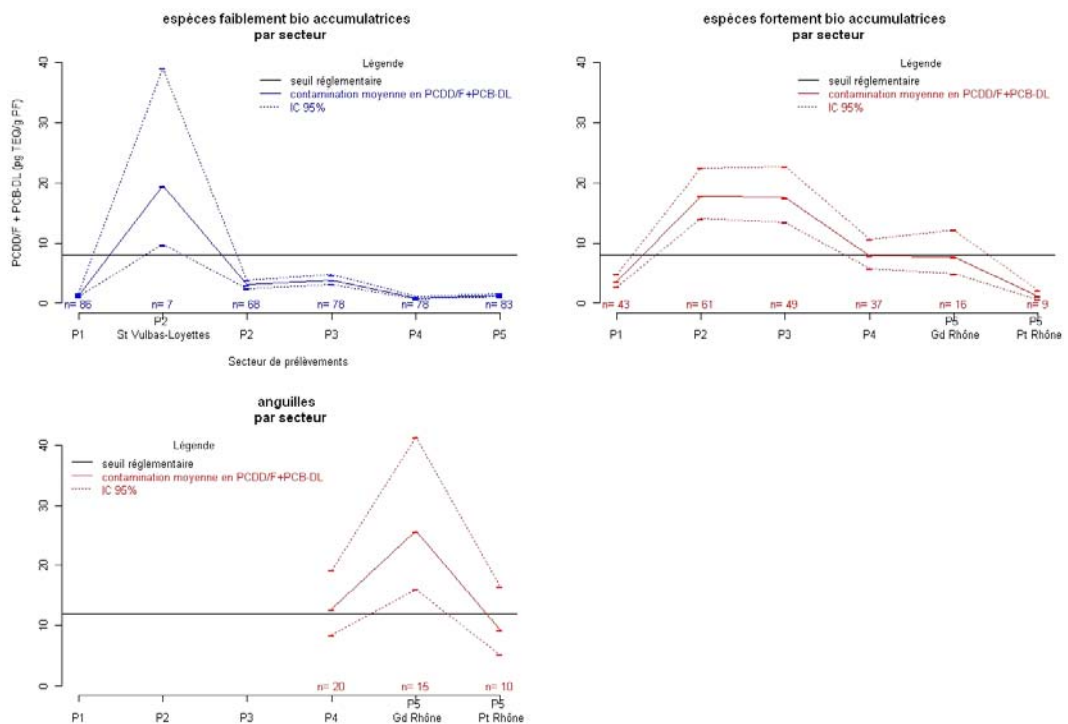 espèces faiblement bio accumulatrices
par secteur
Légende
seuil réglementaire
contamination moyenne en PCDD/F+PCB-DL
IC 95%
PCDD/F + PCB-DL (pg TEQ/g PF)
40
30
20
10
0
n= 86
n= 7
n= 68
n= 78
n= 78
n= 83
P1
P2
St Vulbas-Loyettes
P2
P3
P4
P5
Secteur de prélèvements
espèces fortement bio accumulatrices
par secteur
Légende
seuil réglementaire
contamination moyenne en PCDD/F+PCB-DL
IC 95%
40
30
20
10
0
n= 43
n= 61
n= 49
n= 37
n= 16
n= 9
P1
P2
P3
P4
P5
Gd Rhône
P5
Pt Rhône
anguilles
par secteur
Légende
seuil réglementaire
contamination moyenne en PCDD/F+PCB-DL
IC 95%
40
30
20
10
0
n= 20
n= 15
n= 10
P1
P2
P3
P4
P5
Gd Rhône
P5
Pt Rhône